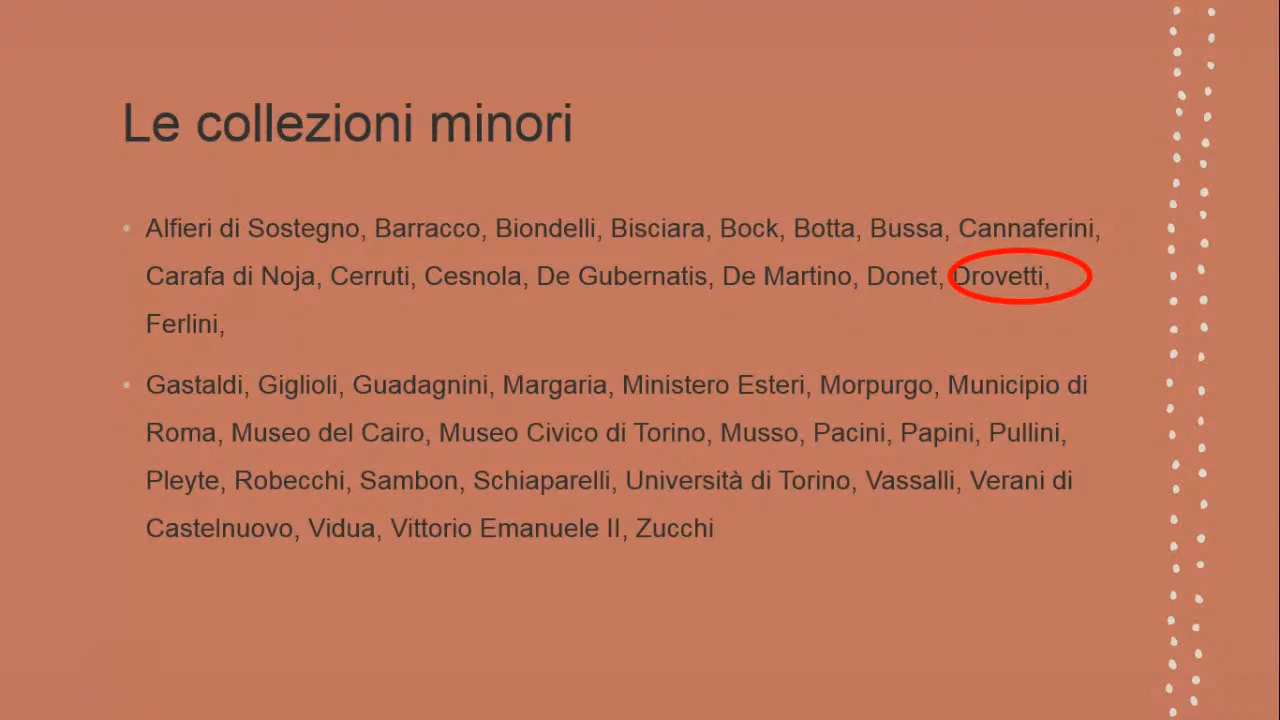 Le collezioni minori
• Alfieri di Sostegno, Barracco, Biondelli, Bisciara, Bock, Botta, Bussa, Cannaferini,
Carafa di Noja, Cerruti, Cesnola, De Gubernatis, De Martino, Donet, Drovetti,
Ferlini,
• Gastaldi, Giglioli, Guadagnini, Margaria, Ministero Esteri, Morpurgo, Municipio di
Roma, Museo del Cairo, Museo Civico di Torino, Musso, Pacini, Papini, Pullini,
Pleyte, Robecchi, Sambon, Schiaparelli, Università di Torino, Vassalli, Verani di
Castelnuovo, Vidua, Vittorio Emanuele II, Zucchi